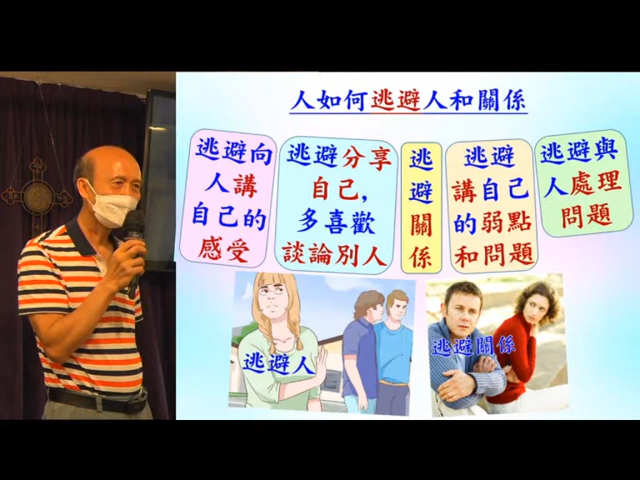 人如何逃避人和關係
逃避向
人講
自己的
感受
逃避分享
自己，
多喜歡
談論別人
逃
避
關
係
逃避
講自己
的弱點
和問題
逃避與
人處理
問題
逃避人
逃避關係